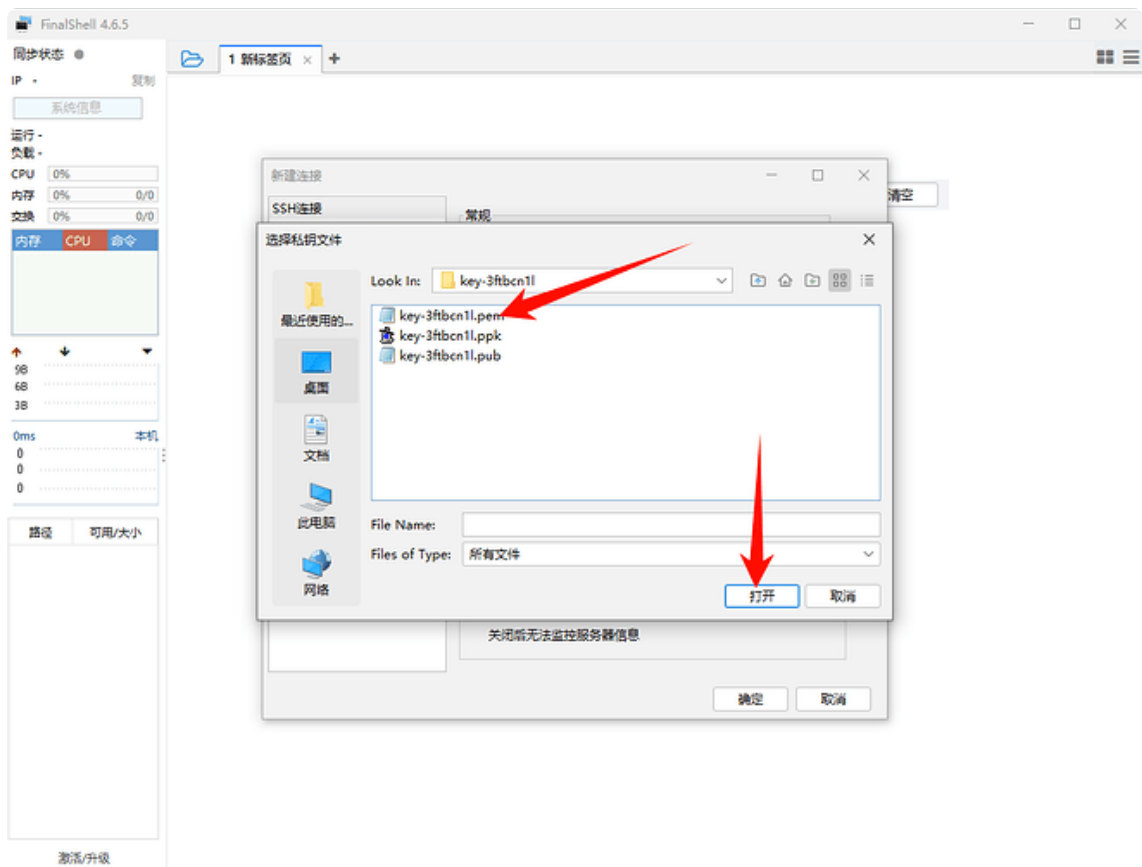 FinalShell 4.6.5
同步状态
IP - 复制
系统信息
运行 -
负载 -
CPU 0%
内存 0% 0/0
交换 0% 0/0
内存 CPU 命令
9B
6B
3B
0ms 本机
0
0
0
路径 可用/大小
激活/升级
1 新标签页
清空
新建连接
SSH连接
常规
选择私钥文件
Look In: key-3ftbcn1l
最近使用的...
桌面
文档
此电脑
网络
key-3ftbcn1l.pem
key-3ftbcn1l.ppk
key-3ftbcn1l.pub
File Name:
Files of Type: 所有文件
打开 取消
关闭后无法监控服务器信息
确定 取消